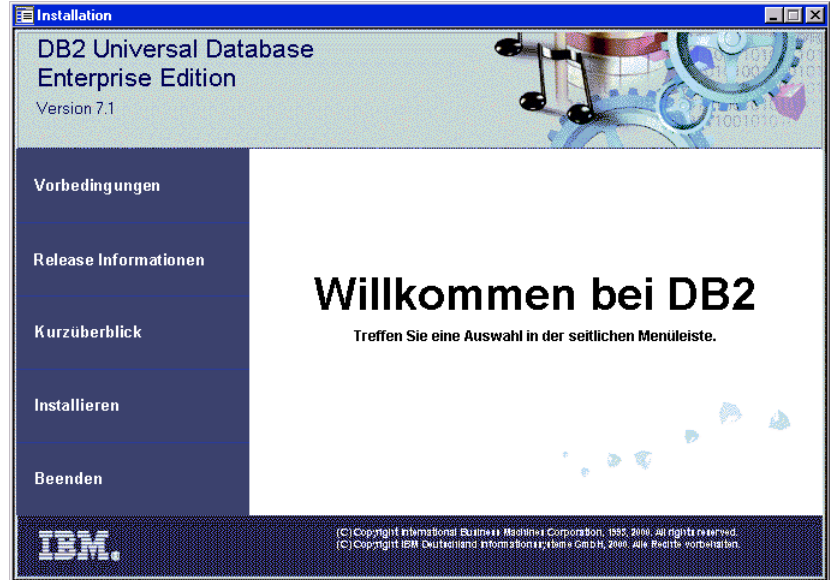 Installation
DB2 Universal Database
Enterprise Edition
Version 7.1
1001010
Vorbedingungen
Release Informationen
Kurzüberblick
Willkommen bei DB2
Treffen Sie eine Auswahl in der seitlichen Menüleiste.
Installieren
Beenden
IBM.
(C) Copyright International Business Machines Corporation, 1995, 2000. All rights reserved.
(C) Copyright IBM Deutschland Informationssysteme GmbH, 2000. Alle Rechte vorbehalten.